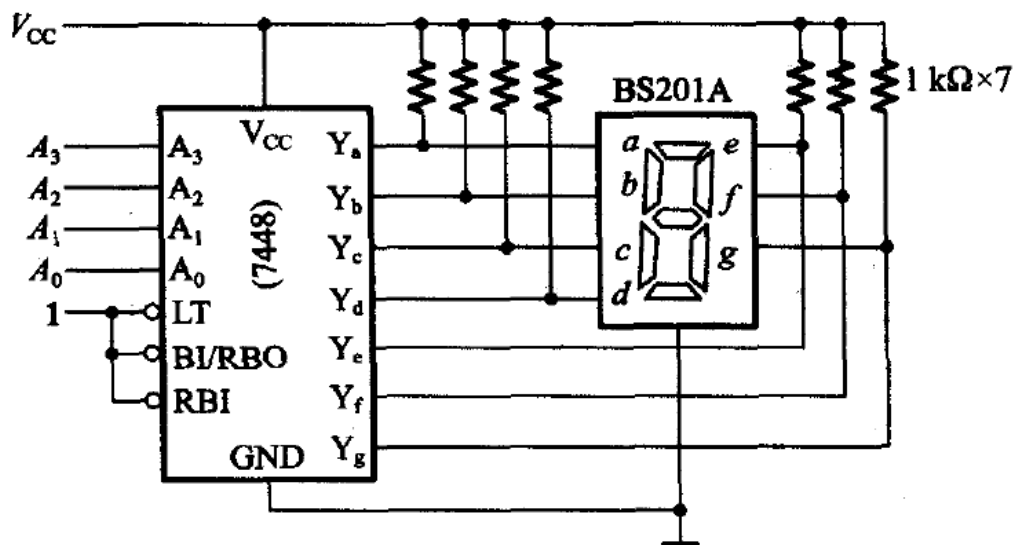 V_CC
1 kΩ×7
BS201A
V_CC
A_3 A_3 Y_a a e
A_2 A_2 Y_b b f
A_1 A_1 (7448) Y_c c g
A_0 A_0 Y_d d
1 LT
BI/RBO Y_e
RBI Y_f
GND Y_g